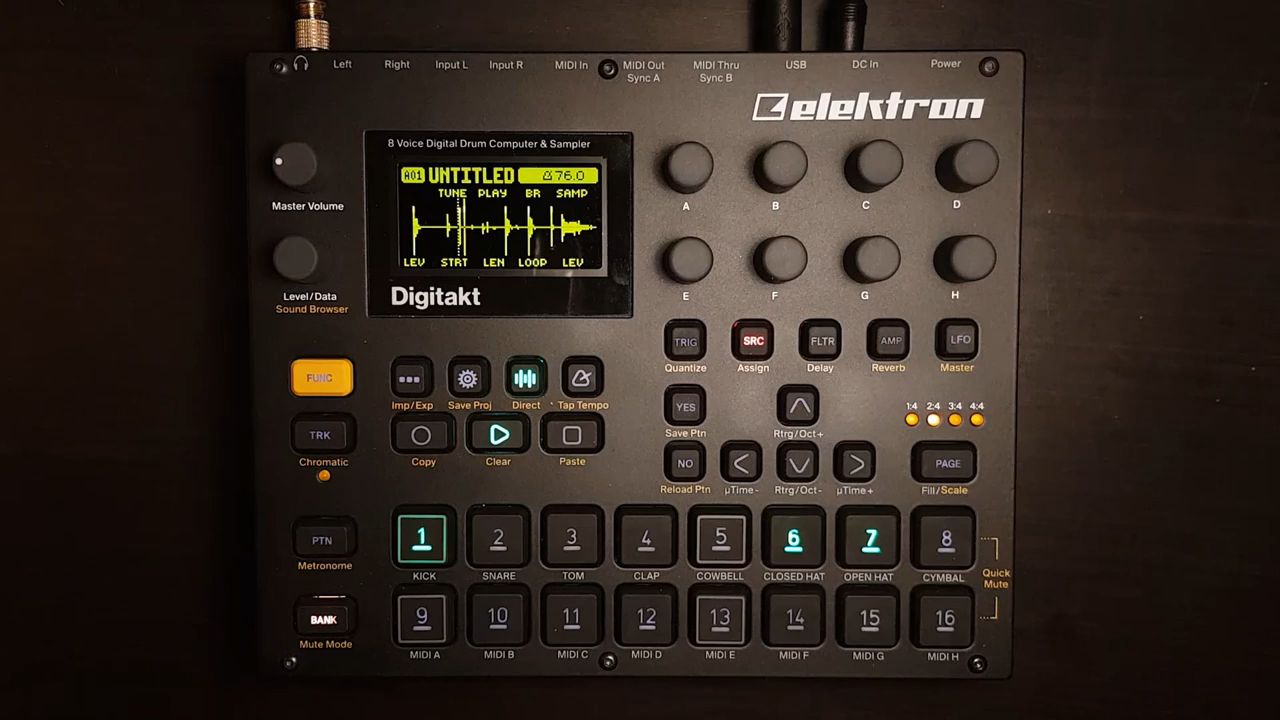 Left Right Input L Input R MIDI In MIDI Out MIDI Thru USB DC In Power
Sync A Sync B
elektron
8 Voice Digital Drum Computer & Sampler
A01 UNTITLED 76.0
TUNE PLAY BR SAMP
LEV STRT LEN LOOP LEV
Digitakt
Master Volume
Level/Data
Sound Browser
A B C D
E F G H
TRIG SRC FLTR AMP LFO
Quantize Assign Delay Reverb Master
FUNC
Imp/Exp Save Proj Direct * Tap Tempo
YES
Save Ptn Rtrg/Oct+
1:4 2:4 3:4 4:4
TRK
Chromatic
Copy Clear Paste
NO PAGE
Reload Ptn µTime- Rtrg/Oct- µTime+ Fill/Scale
PTN
Metronome
1 2 3 4 5 6 7 8
KICK SNARE TOM CLAP COWBELL CLOSED HAT OPEN HAT CYMBAL
Quick
Mute
BANK
Mute Mode
9 10 11 12 13 14 15 16
MIDI A MIDI B MIDI C MIDI D MIDI E MIDI F MIDI G MIDI H